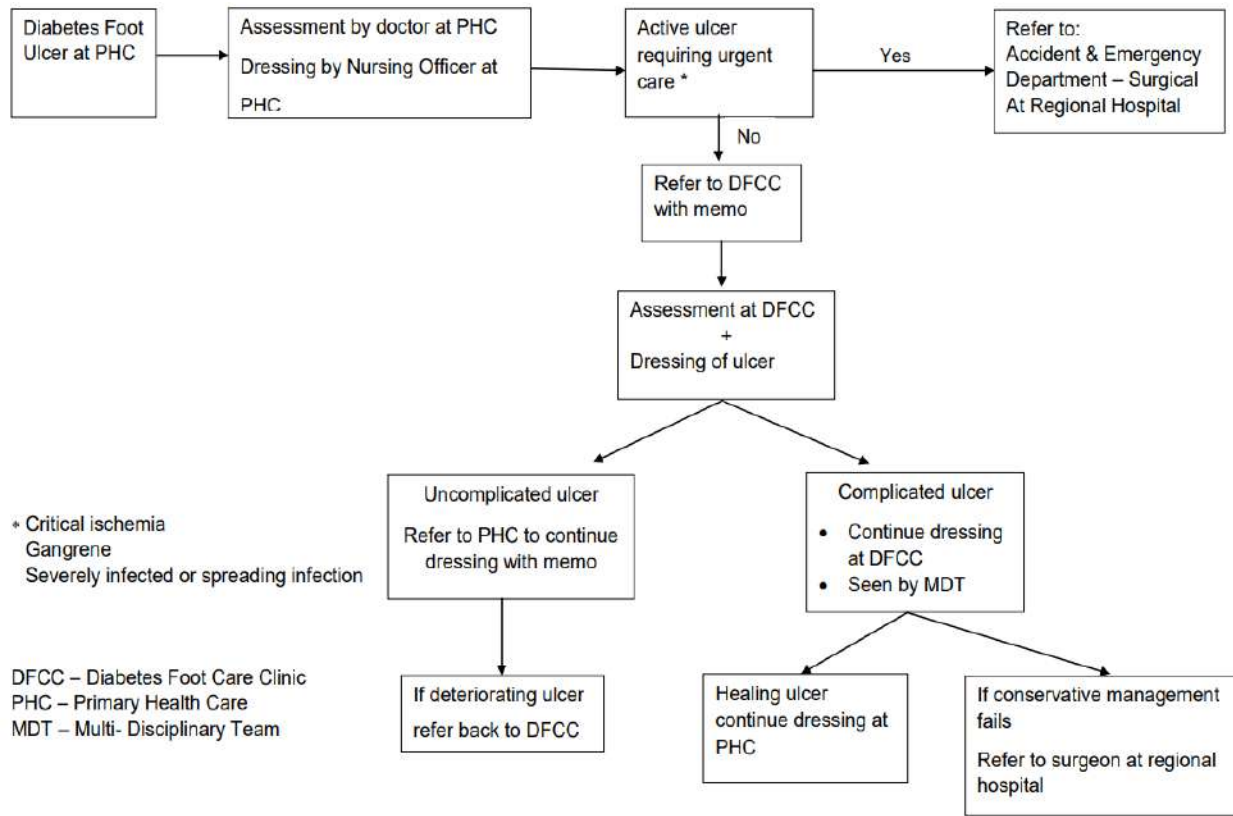 Diabetes Foot
Ulcer at PHC
Assessment by doctor at PHC
Dressing by Nursing Officer at
PHC
Active ulcer
requiring urgent
care *
Yes
Refer to:
Accident & Emergency
Department – Surgical
At Regional Hospital
No
Refer to DFCC
with memo
Assessment at DFCC
+
Dressing of ulcer
Uncomplicated ulcer
Refer to PHC to continue
dressing with memo
Complicated ulcer
• Continue dressing
at DFCC
• Seen by MDT
* Critical ischemia
Gangrene
Severely infected or spreading infection
DFCC – Diabetes Foot Care Clinic
PHC – Primary Health Care
MDT – Multi- Disciplinary Team
If deteriorating ulcer
refer back to DFCC
Healing ulcer
continue dressing at
PHC
If conservative management
fails
Refer to surgeon at regional
hospital